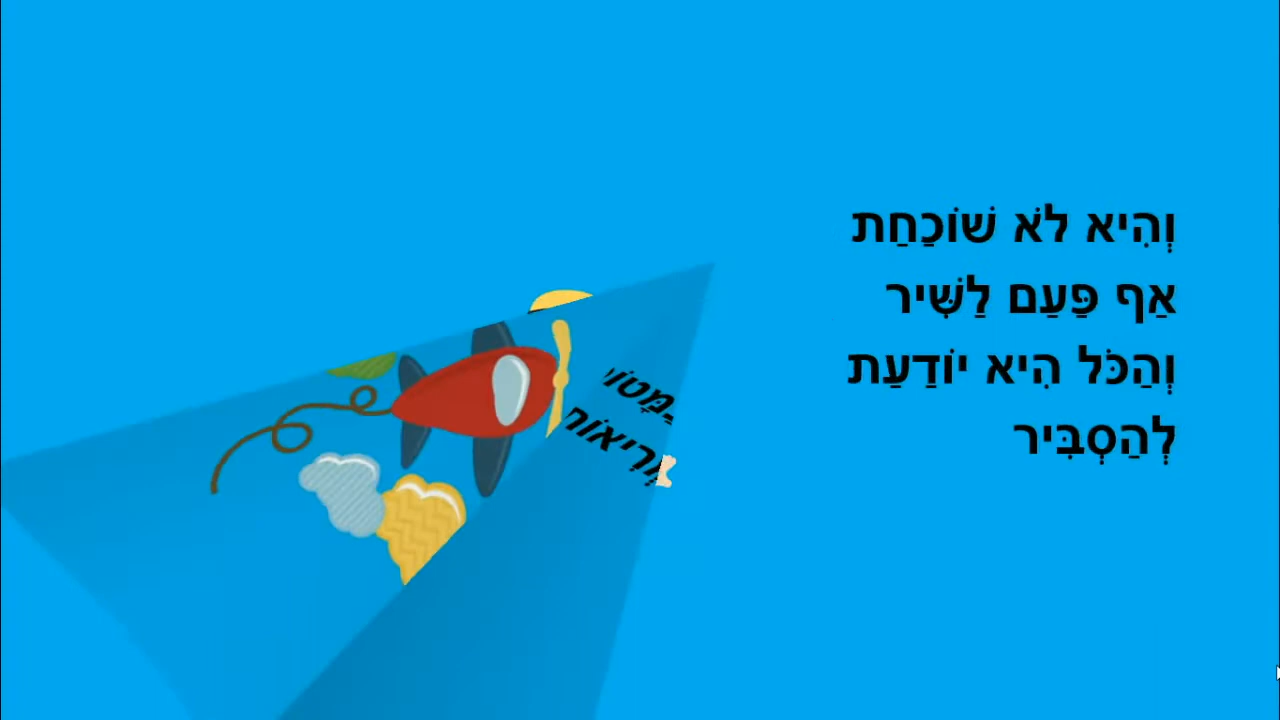 וְהִיא לֹא שׁוֹכַחַת
אַף פַּעַם לַשִּׁיר
וְהַכֹּל הִיא יוֹדַעַת
לְהַסְבִּיר